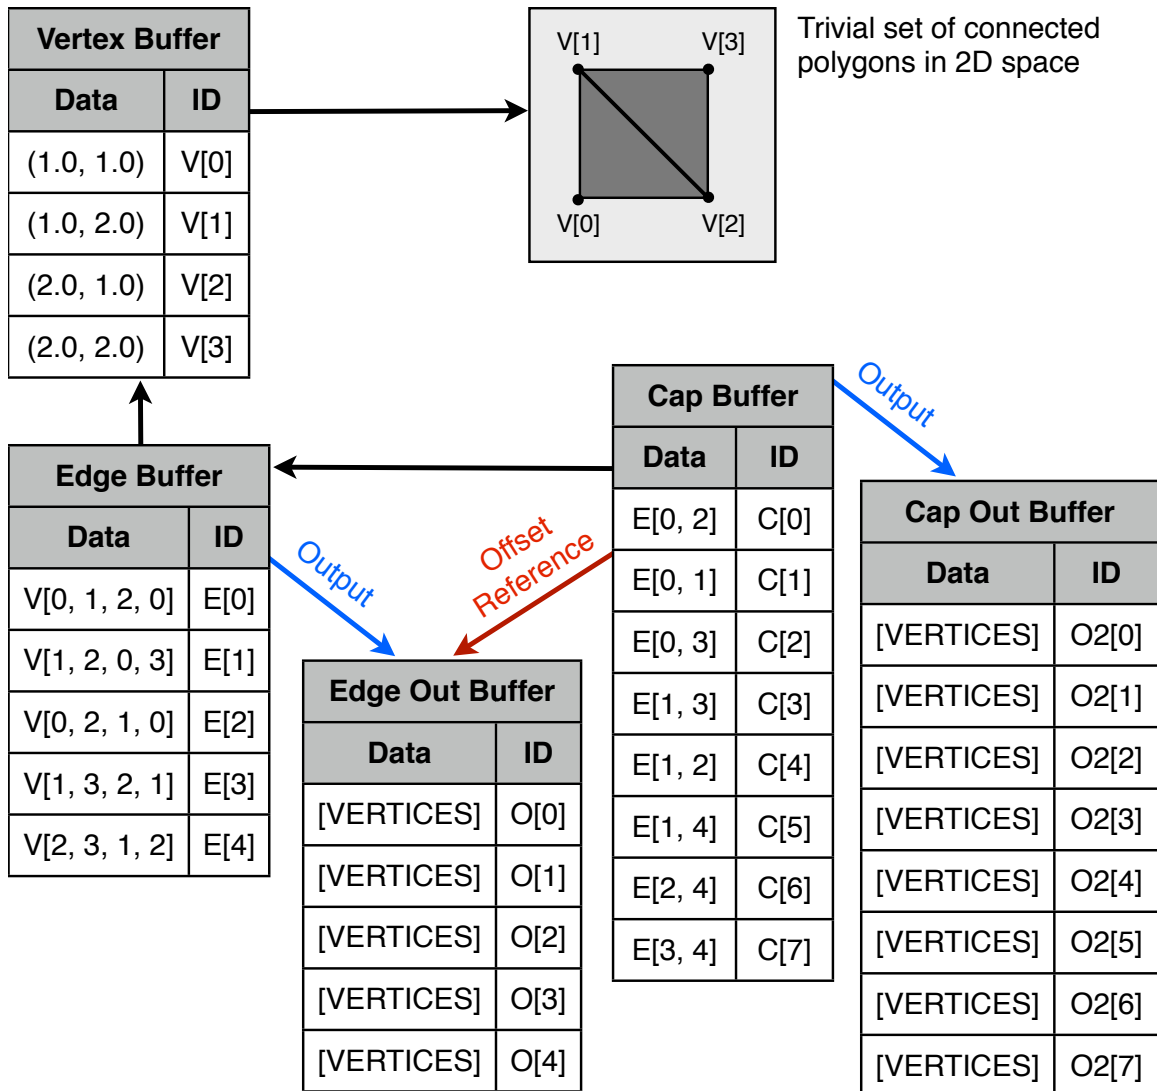 Vertex Buffer
Data ID
(1.0, 1.0) V[0]
(1.0, 2.0) V[1]
(2.0, 1.0) V[2]
(2.0, 2.0) V[3]
V[1] V[3]
V[0] V[2]
Trivial set of connected
polygons in 2D space
Edge Buffer
Data ID
V[0, 1, 2, 0] E[0]
V[1, 2, 0, 3] E[1]
V[0, 2, 1, 0] E[2]
V[1, 3, 2, 1] E[3]
V[2, 3, 1, 2] E[4]
Output
Edge Out Buffer
Data ID
[VERTICES] O[0]
[VERTICES] O[1]
[VERTICES] O[2]
[VERTICES] O[3]
[VERTICES] O[4]
Offset
Reference
Cap Buffer
Data ID
E[0, 2] C[0]
E[0, 1] C[1]
E[0, 3] C[2]
E[1, 3] C[3]
E[1, 2] C[4]
E[1, 4] C[5]
E[2, 4] C[6]
E[3, 4] C[7]
Output
Cap Out Buffer
Data ID
[VERTICES] O2[0]
[VERTICES] O2[1]
[VERTICES] O2[2]
[VERTICES] O2[3]
[VERTICES] O2[4]
[VERTICES] O2[5]
[VERTICES] O2[6]
[VERTICES] O2[7]